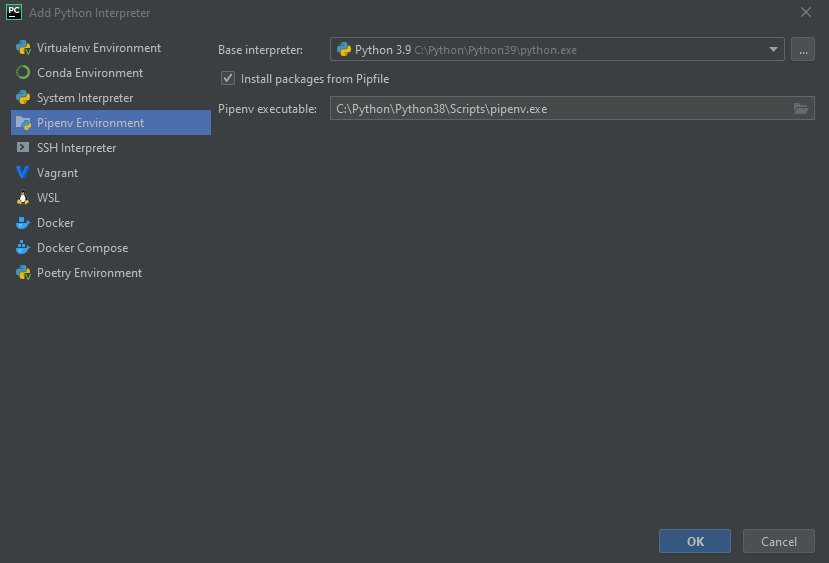 PC Add Python Interpreter
Virtualenv Environment
Conda Environment
System Interpreter
Pipenv Environment
SSH Interpreter
Vagrant
WSL
Docker
Docker Compose
Poetry Environment
Base interpreter: Python 3.9 C:\Python\Python39\python.exe ...
Install packages from Pipfile
Pipenv executable: C:\Python\Python38\Scripts\pipenv.exe
OK Cancel